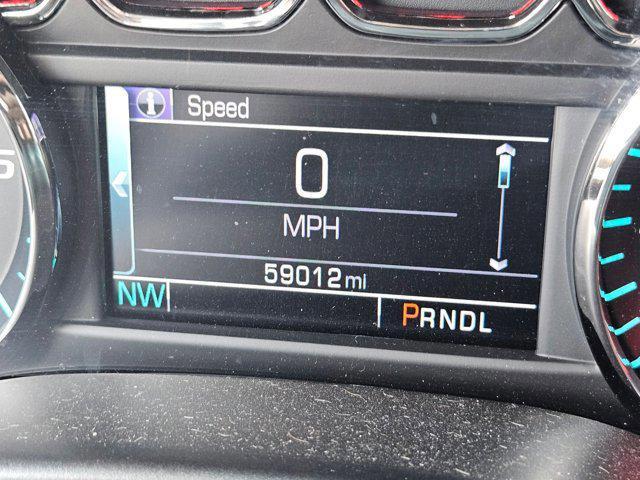 Speed
0
MPH
59012 mi
NW
PRNDL